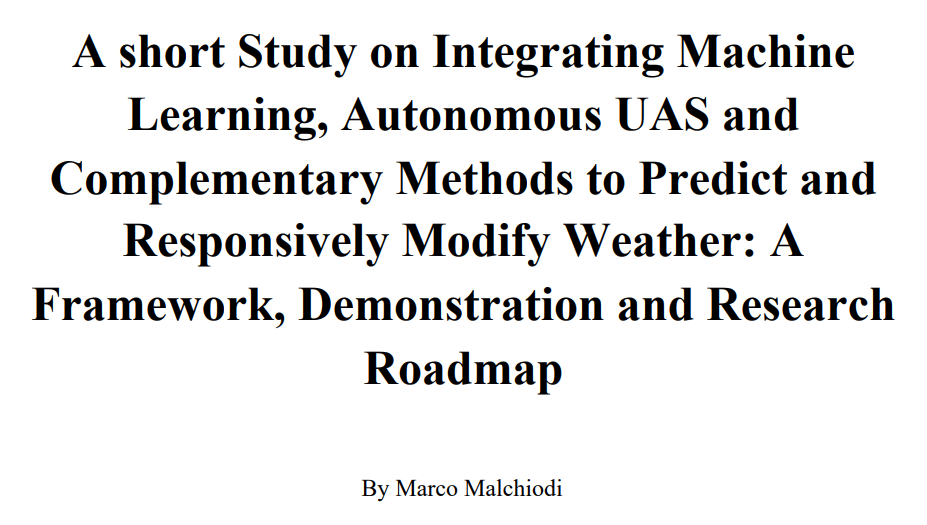 A short Study on Integrating Machine
Learning, Autonomous UAS and
Complementary Methods to Predict and
Responsively Modify Weather: A
Framework, Demonstration and Research
Roadmap
By Marco Malchiodi